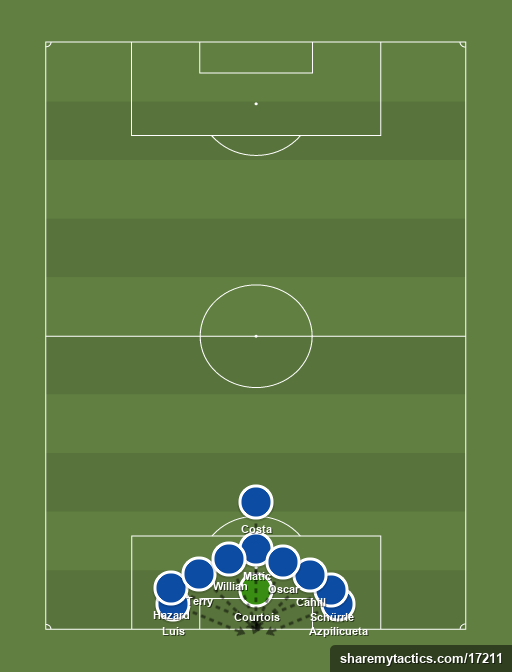 Costa
Matic
Willian
Oscar
Terry
Cahill
Hazard
Courtois
Schürrle
Luis
Azpilicueta
sharemytactics.com/17211